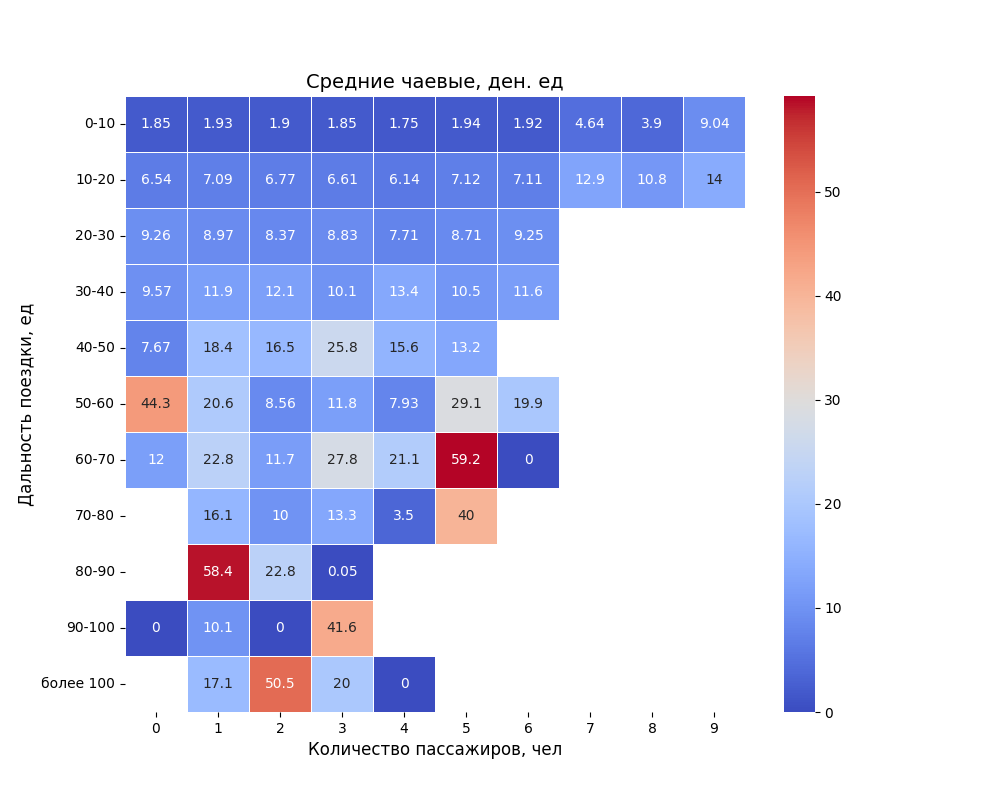 Средние чаевые, ден. ед
0-10 1.85 1.93 1.9 1.85 1.75 1.94 1.92 4.64 3.9 9.04
10-20 6.54 7.09 6.77 6.61 6.14 7.12 7.11 12.9 10.8 14
20-30 9.26 8.97 8.37 8.83 7.71 8.71 9.25
30-40 9.57 11.9 12.1 10.1 13.4 10.5 11.6
40-50 7.67 18.4 16.5 25.8 15.6 13.2
50-60 44.3 20.6 8.56 11.8 7.93 29.1 19.9
60-70 12 22.8 11.7 27.8 21.1 59.2 0
70-80 16.1 10 13.3 3.5 40
80-90 58.4 22.8 0.05
90-100 0 10.1 0 41.6
более 100 17.1 50.5 20 0
0 1 2 3 4 5 6 7 8 9
Количество пассажиров, чел
Дальность поездки, ед
50
40
30
20
10
0